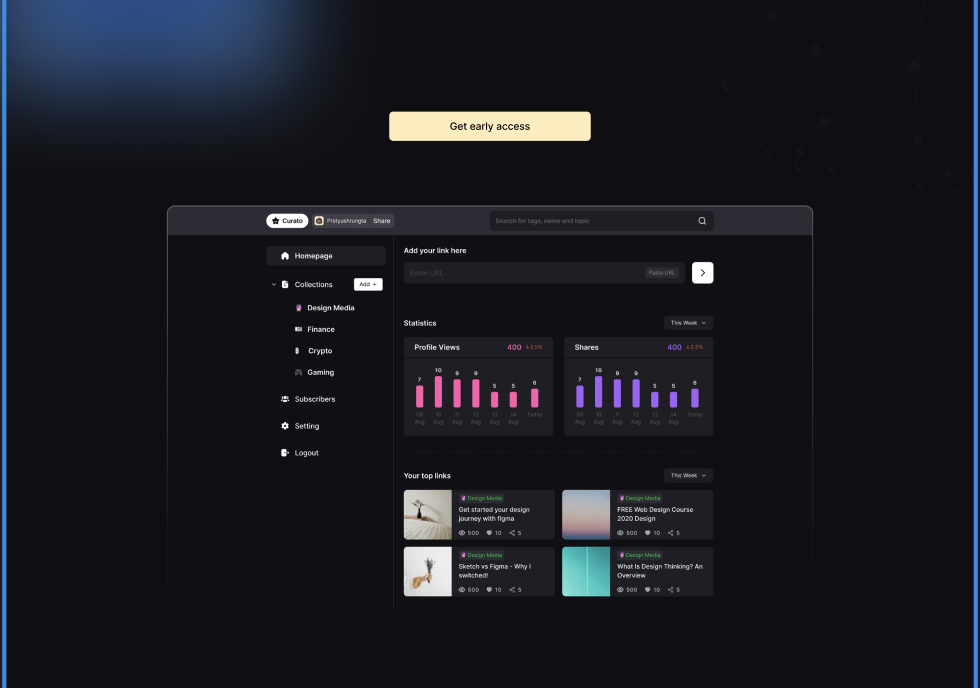 Get early access
Curato
Pratyushrungta
Share
Search for tags, name and topic
Homepage
Collections
Add +
Design Media
Finance
Crypto
Gaming
Subscribers
Setting
Logout
Add your link here
Enter URL
Paste URL
Statistics
This Week
Profile Views
400
↓2.5%
7
10
9
9
5
5
6
09 Aug
10 Aug
11 Aug
12 Aug
13 Aug
14 Aug
Today
Shares
400
↓2.5%
7
10
9
9
5
5
6
09 Aug
10 Aug
11 Aug
12 Aug
13 Aug
14 Aug
Today
Your top links
This Week
Design Media
Get started your design
journey with figma
500 10 5
Design Media
FREE Web Design Course
2020 Design
500 10 5
Design Media
Sketch vs Figma - Why I
switched!
500 10 5
Design Media
What Is Design Thinking? An
Overview
500 10 5